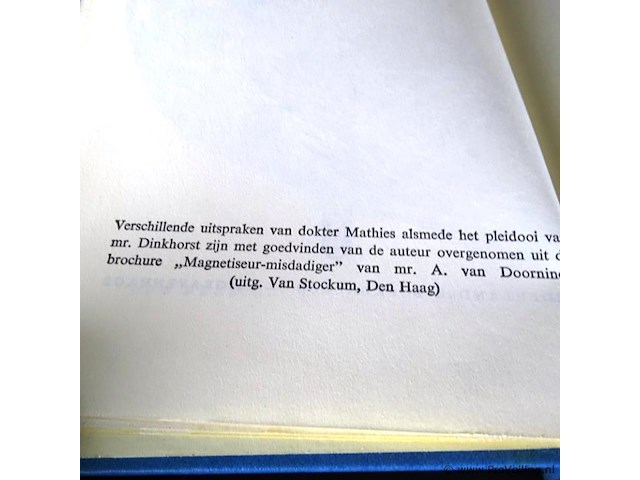 Verschillende uitspraken van dokter Mathies alsmede het pleidooi va
mr. Dinkhorst zijn met goedvinden van de auteur overgenomen uit d
brochure „Magnetiseur-misdadiger” van mr. A. van Doornin
(uitg. Van Stockum, Den Haag)